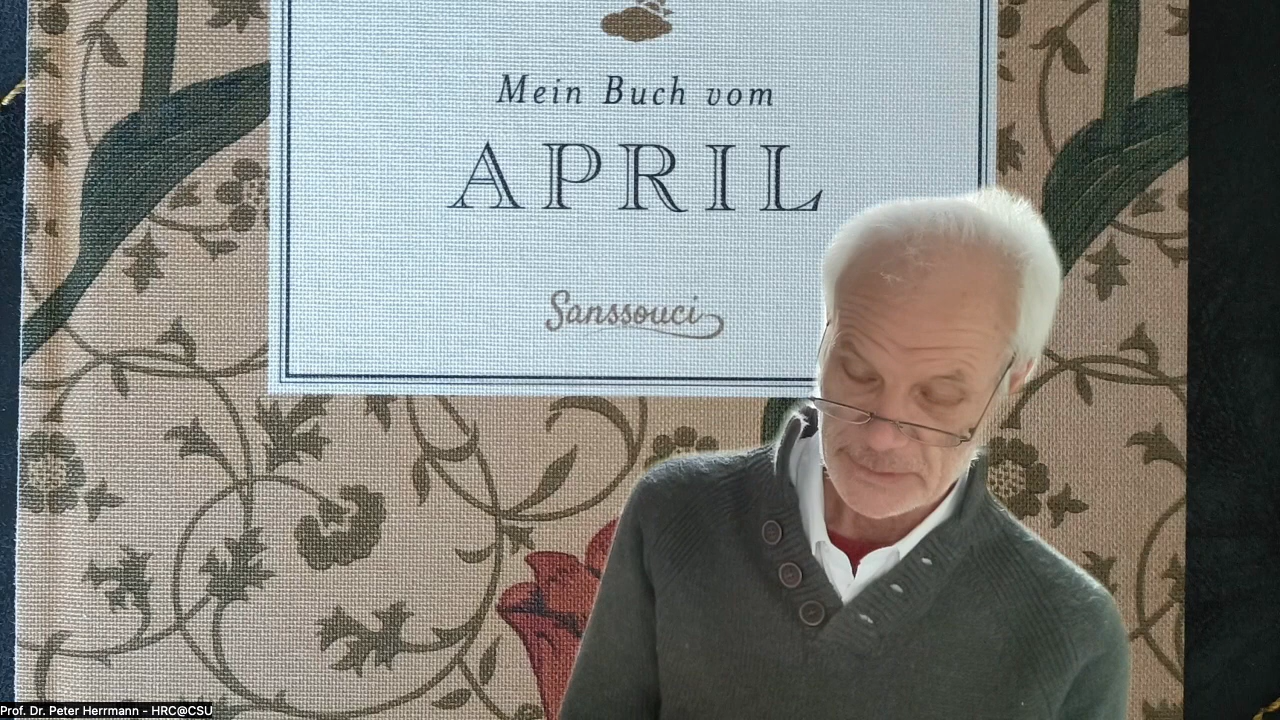 Mein Buch vom
APRIL
Sanssouci
Prof. Dr. Peter Herrmann - HRC@CSU